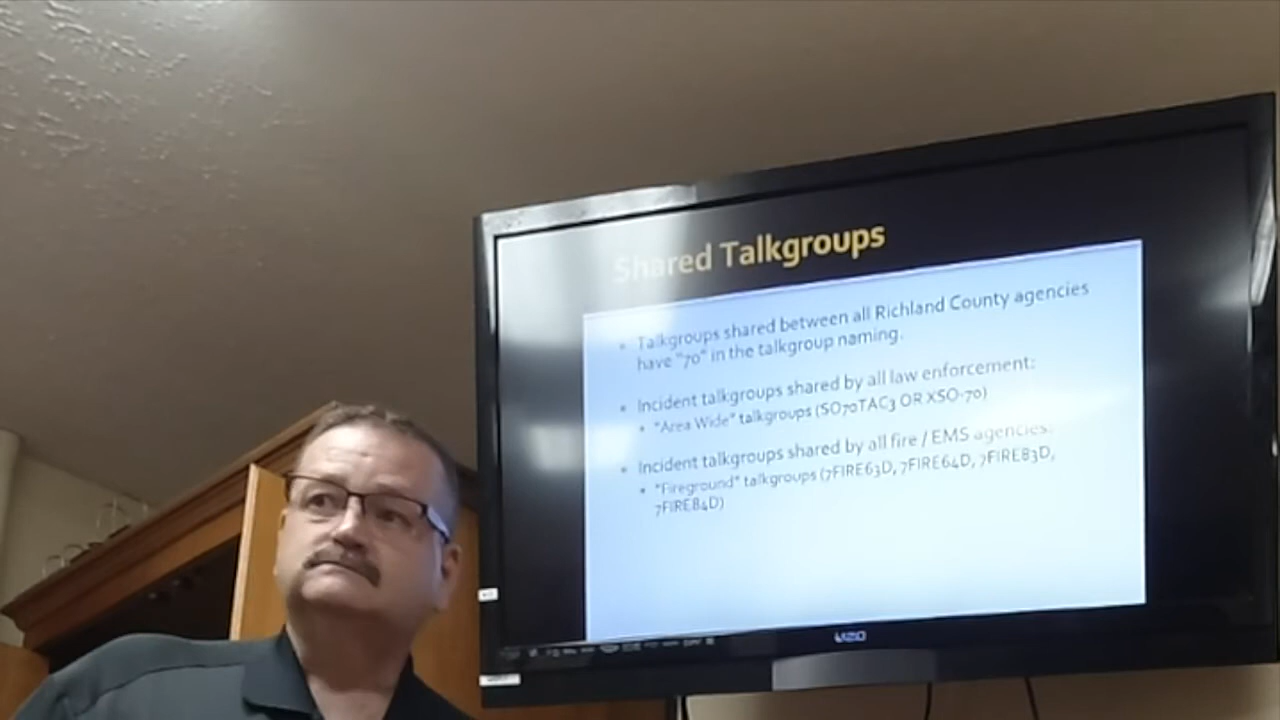 Shared Talkgroups
Talkgroups shared between all Richland County agencies
have "70" in the talkgroup naming.
Incident talkgroups shared by all law enforcement:
"Area Wide" talkgroups (SO70TAC3 OR XSO-70)
Incident talkgroups shared by all fire / EMS agencies:
"Fireground" talkgroups (7FIRE63D, 7FIRE64D, 7FIRE83D,
7FIRE84D)
VIZIO